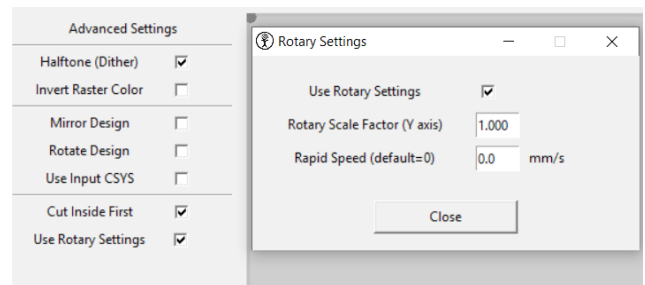 Advanced Settings
Halftone (Dither)
Invert Raster Color
Mirror Design
Rotate Design
Use Input CSYS
Cut Inside First
Use Rotary Settings
Rotary Settings
Use Rotary Settings
Rotary Scale Factor (Y axis) 1.000
Rapid Speed (default=0) 0.0 mm/s
Close